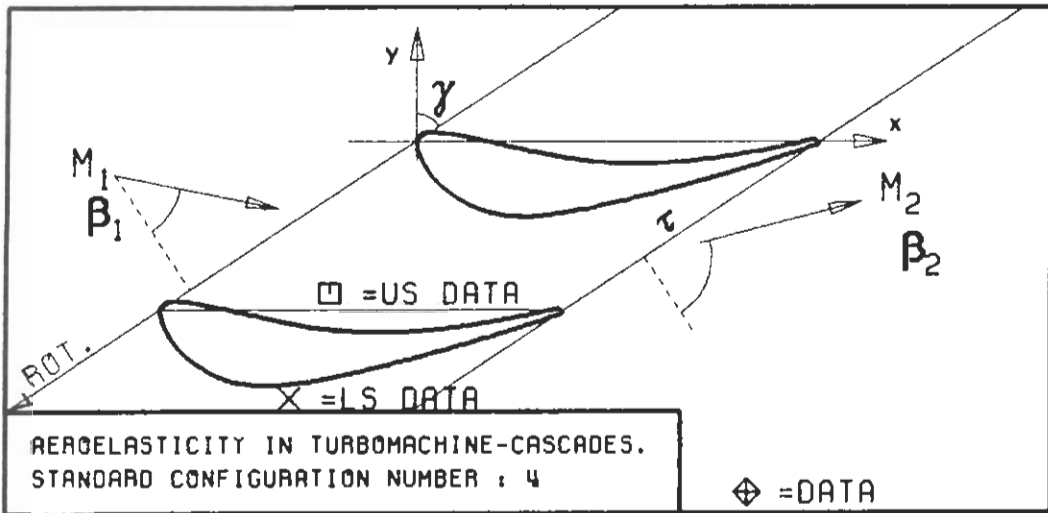 y
γ
x
M₁
β₁
M₂
β₂
τ
⊡ =US DATA
ROT.
X =LS DATA
AEROELASTICITY IN TURBOMACHINE-CASCADES.
STANDARD CONFIGURATION NUMBER : 4
=DATA